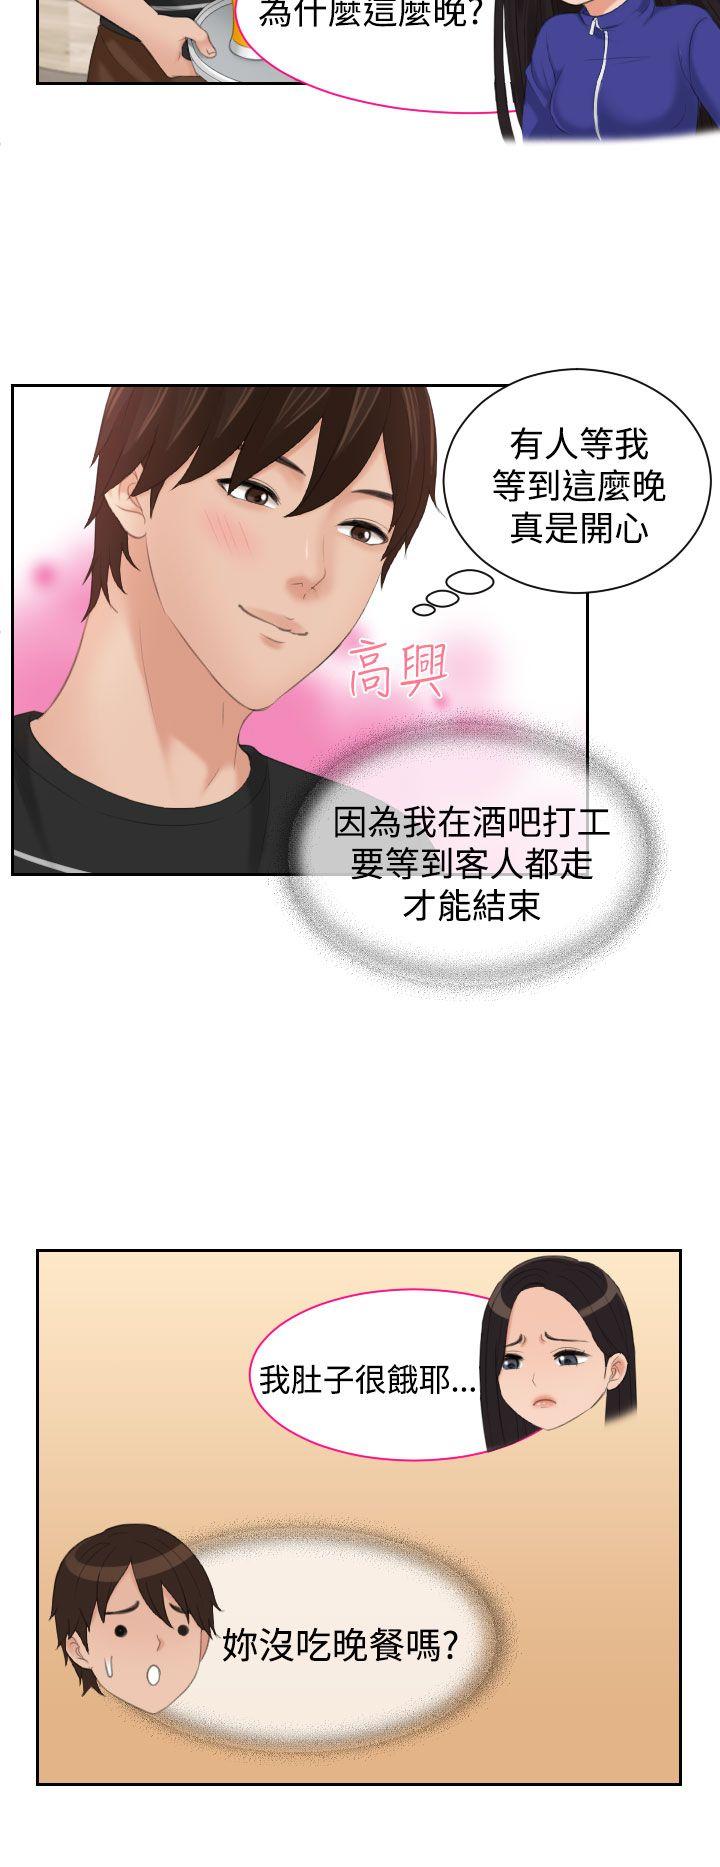 為什麼這麼晚?
有人等我
等到這麼晚
真是開心
高興
因為我在酒吧打工
要等到客人都走
才能結束
我肚子很餓耶...
妳沒吃晚餐嗎?